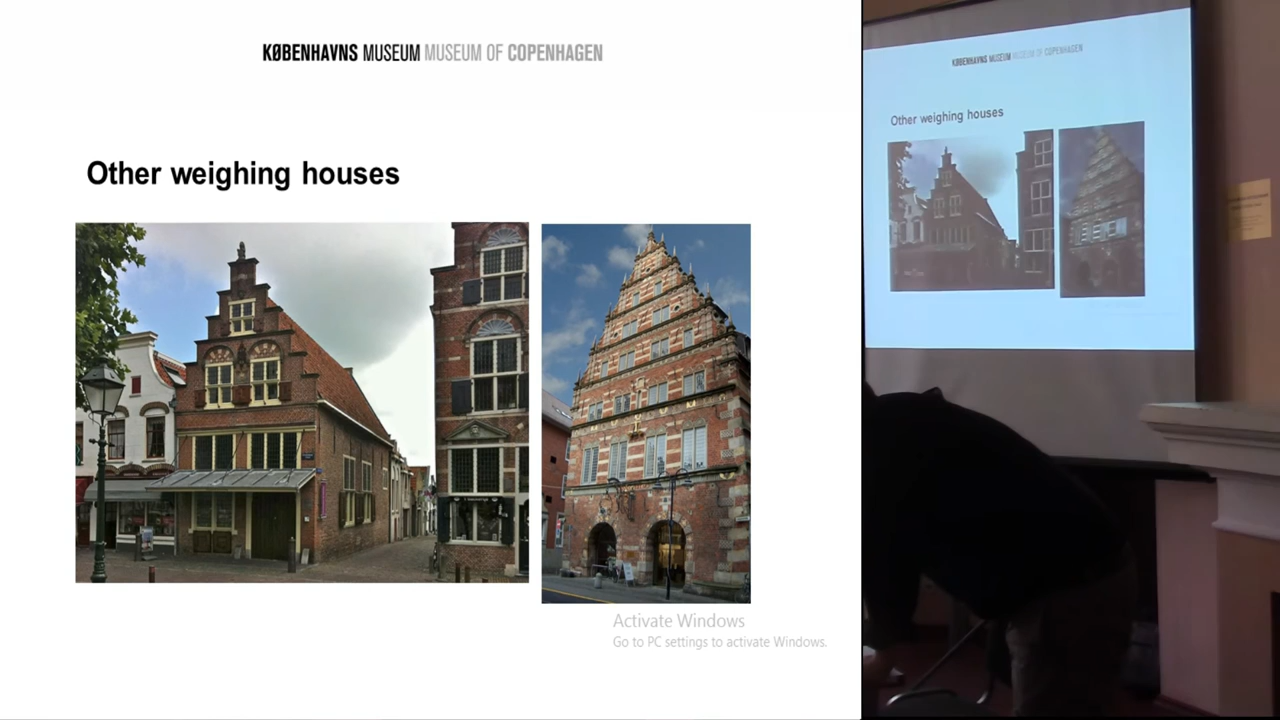 KØBENHAVNS MUSEUM MUSEUM OF COPENHAGEN
Other weighing houses
Activate Windows
Go to PC settings to activate Windows.
KØBENHAVNS MUSEUM MUSEUM OF COPENHAGEN
Other weighing houses